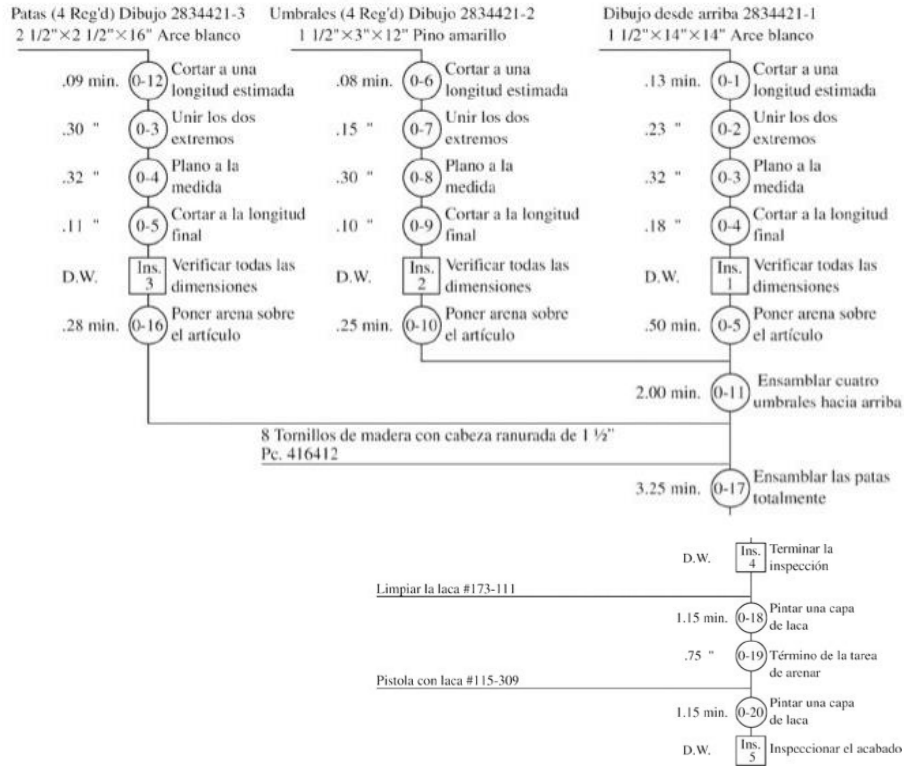 Patas (4 Reg'd) Dibujo 2834421-3
2 1/2"×2 1/2"×16" Arce blanco
.09 min.
0-12
Cortar a una
longitud estimada
.30 "
0-3
Unir los dos
extremos
.32 "
0-4
Plano a la
medida
.11 "
0-5
Cortar a la longitud
final
D.W.
Ins.
3
Verificar todas las
dimensiones
.28 min.
0-16
Poner arena sobre
el artículo
Umbrales (4 Reg'd) Dibujo 2834421-2
1 1/2"×3"×12" Pino amarillo
.08 min.
0-6
Cortar a una
longitud estimada
.15 "
0-7
Unir los dos
extremos
.30 "
0-8
Plano a la
medida
.10 "
0-9
Cortar a la longitud
final
D.W.
Ins.
2
Verificar todas las
dimensiones
.25 min.
0-10
Poner arena sobre
el artículo
Dibujo desde arriba 2834421-1
1 1/2"×14"×14" Arce blanco
.13 min.
0-1
Cortar a una
longitud estimada
.23 "
0-2
Unir los dos
extremos
.32 "
0-3
Plano a la
medida
.18 "
0-4
Cortar a la longitud
final
D.W.
Ins.
1
Verificar todas las
dimensiones
.50 min.
0-5
Poner arena sobre
el artículo
2.00 min.
0-11
Ensamblar cuatro
umbrales hacia arriba
8 Tornillos de madera con cabeza ranurada de 1 ½"
Pc. 416412
3.25 min.
0-17
Ensamblar las patas
totalmente
D.W.
Ins.
4
Terminar la
inspección
Limpiar la laca #173-111
1.15 min.
0-18
Pintar una capa
de laca
.75 "
0-19
Término de la tarea
de arenar
Pistola con laca #115-309
1.15 min.
0-20
Pintar una capa
de laca
D.W.
Ins.
5
Inspeccionar el acabado